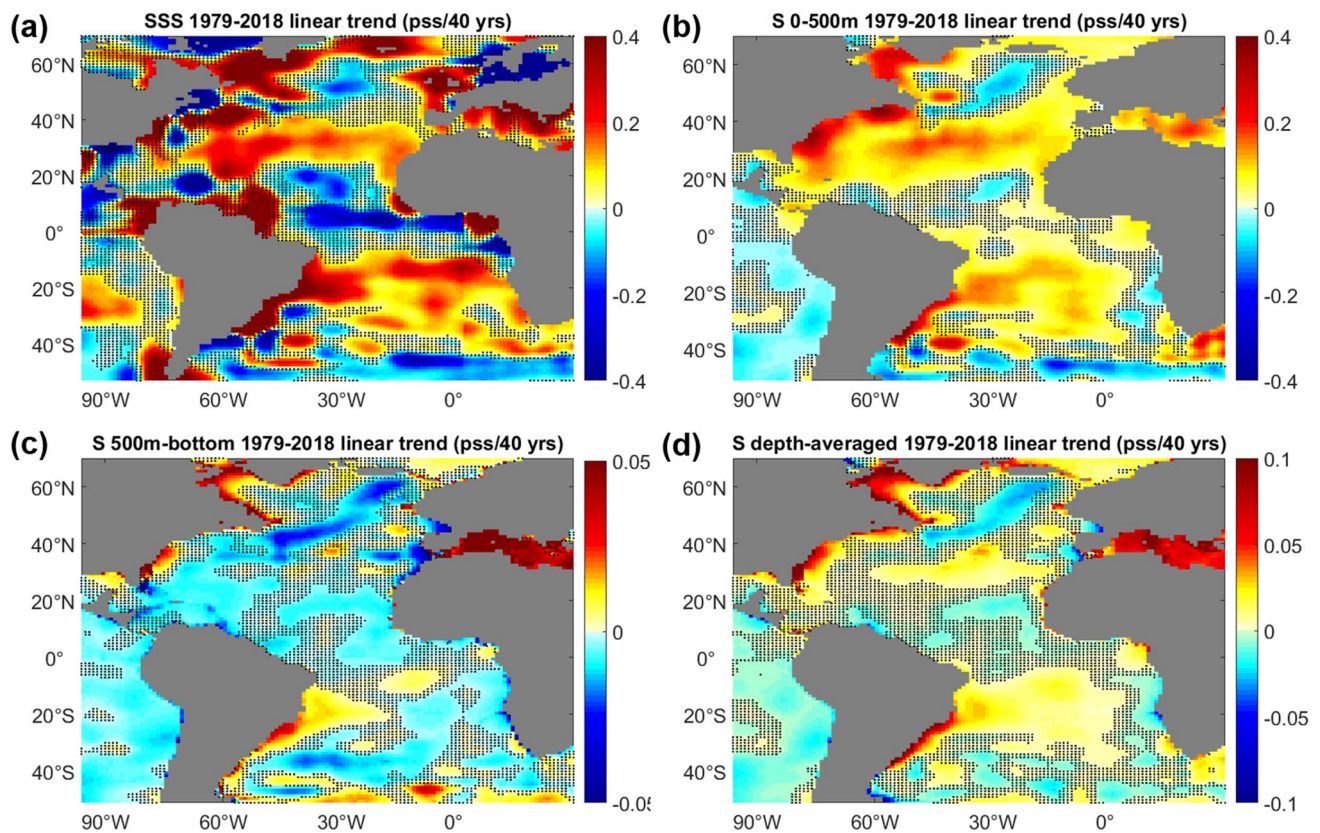 (a)
SSS 1979-2018 linear trend (pss/40 yrs)
60°N
40°N
20°N
0°
20°S
40°S
90°W 60°W 30°W 0°
0.4
0.2
0
-0.2
-0.4
(b)
S 0-500m 1979-2018 linear trend (pss/40 yrs)
60°N
40°N
20°N
0°
20°S
40°S
90°W 60°W 30°W 0°
0.4
0.2
0
-0.2
-0.4
(c)
S 500m-bottom 1979-2018 linear trend (pss/40 yrs)
60°N
40°N
20°N
0°
20°S
40°S
90°W 60°W 30°W 0°
0.05
0
-0.05
(d)
S depth-averaged 1979-2018 linear trend (pss/40 yrs)
60°N
40°N
20°N
0°
20°S
40°S
90°W 60°W 30°W 0°
0.1
0.05
0
-0.05
-0.1